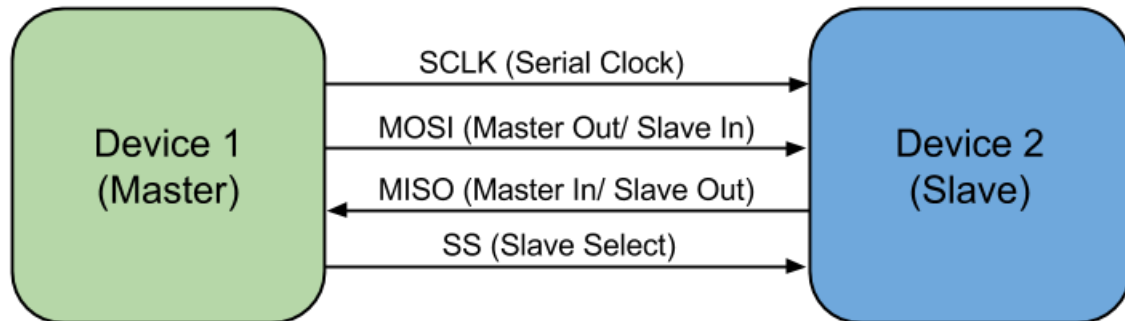 Device 1
(Master)
SCLK (Serial Clock)
MOSI (Master Out/ Slave In)
MISO (Master In/ Slave Out)
SS (Slave Select)
Device 2
(Slave)